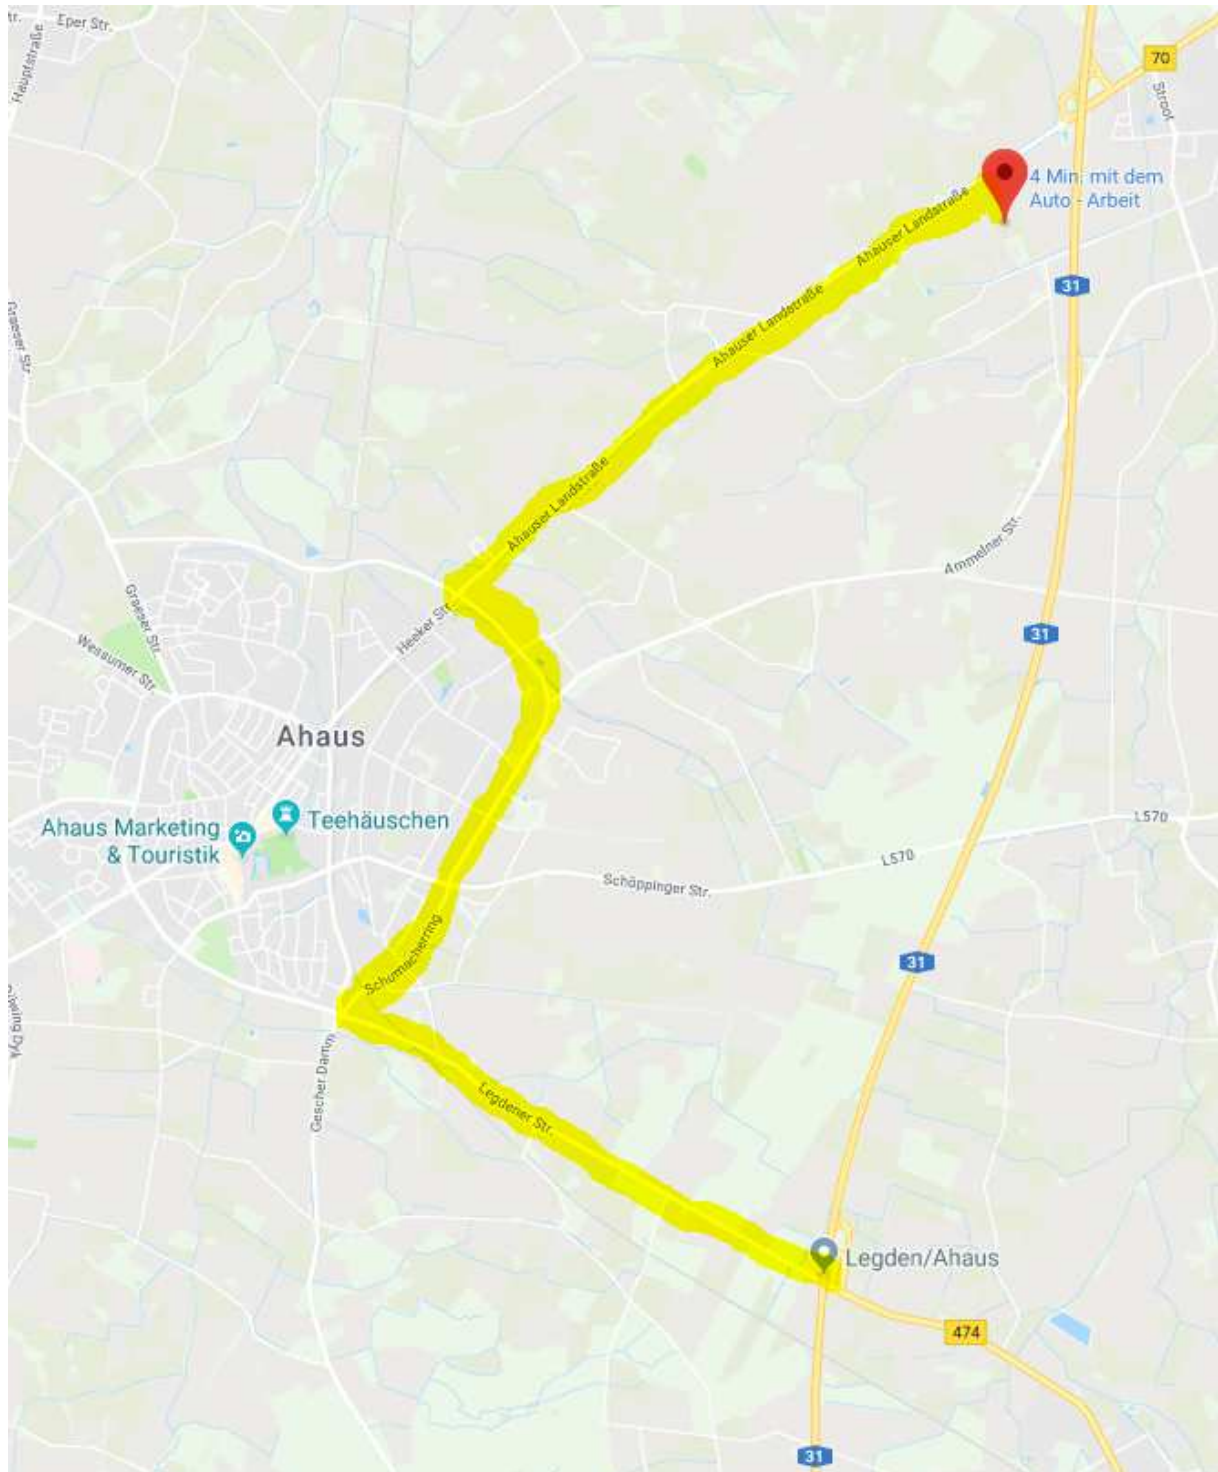 Eper Str.
tr.
Hauptstraße
70
Stroot
4 Min. mit dem
Auto - Arbeit
Ahauser Landstraße
31
Ahauser Landstraße
Graeser Str.
Ahauser Landstraße
Ammelner Str.
Graeser Str.
Heeker Str.
31
Wessumer Str.
Ahaus
Teehäuschen
Ahaus Marketing
& Touristik
L570
L570
Schöppinger Str.
Schumacherring
31
Gescher Damm
Legdener Str.
Legden/Ahaus
474
31